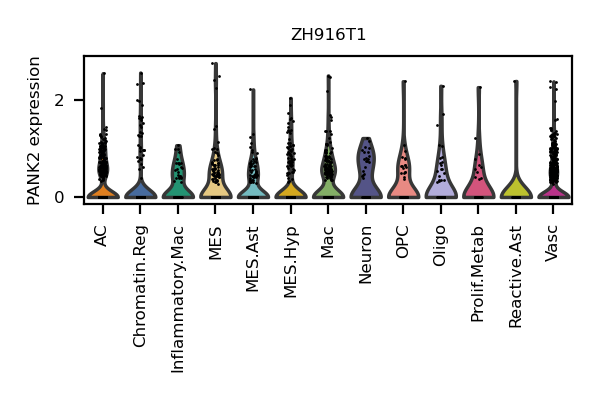 ZH916T1
PANK2 expression
2
0
AC
Chromatin.Reg
Inflammatory.Mac
MES
MES.Ast
MES.Hyp
Mac
Neuron
OPC
Oligo
Prolif.Metab
Reactive.Ast
Vasc